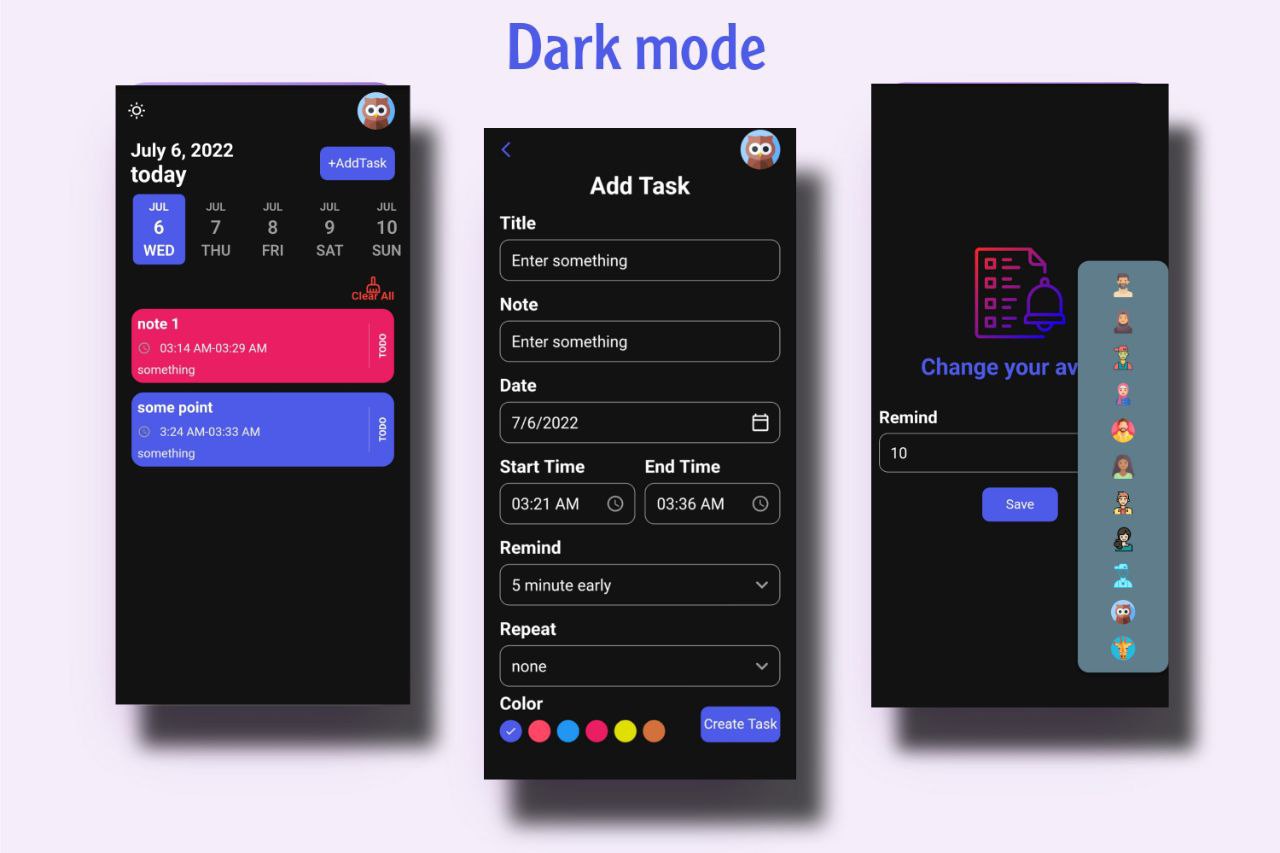 Dark mode
July 6, 2022
today
+AddTask
JUL JUL JUL JUL JUL
6 7 8 9 10
WED THU FRI SAT SUN
Clear All
note 1
03:14 AM-03:29 AM
something
TODO
some point
3:24 AM-03:33 AM
something
TODO
Add Task
Title
Enter something
Note
Enter something
Date
7/6/2022
Start Time End Time
03:21 AM 03:36 AM
Remind
5 minute early
Repeat
none
Color
Create Task
Change your av
Remind
10
Save